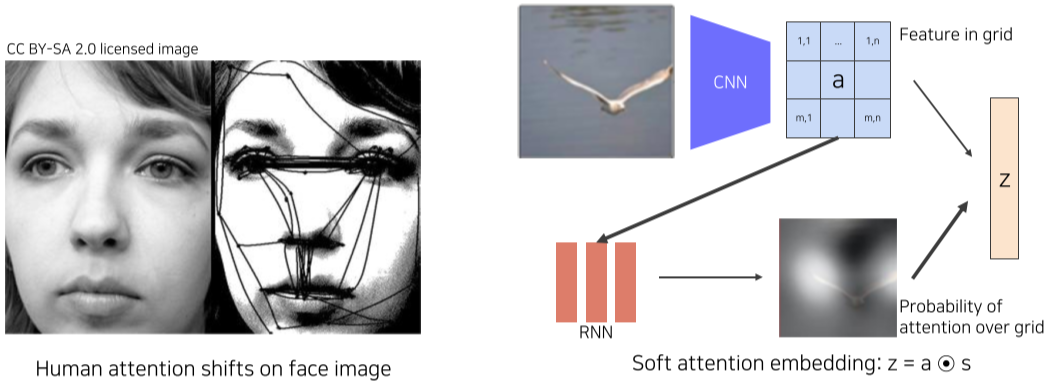 CC BY-SA 2.0 licensed image
Human attention shifts on face image
CNN
1,1
...
1,n
a
m,1
m,n
Feature in grid
z
RNN
Probability of
attention over grid
Soft attention embedding: z = a ⊙ s